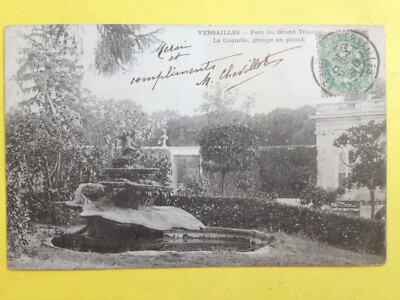 VERSAILLES - Parc du Grand Trianon
La Coquille, groupe en plomb
Merci
et
compliments
M. Chevillot